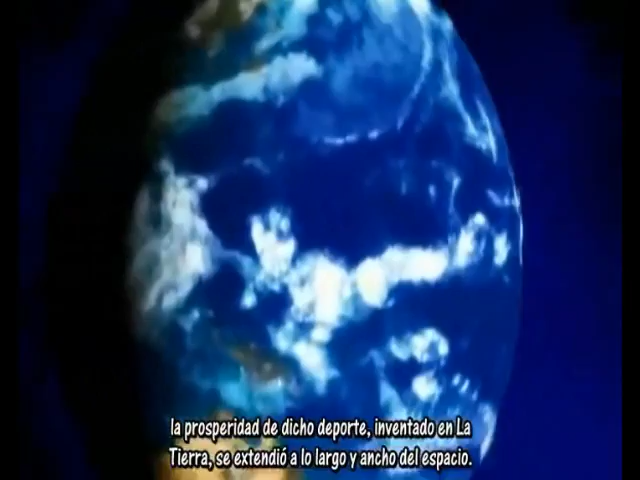 la prosperidad de dicho deporte, inventado en La
Tierra, se extendió a lo largo y ancho del espacio.